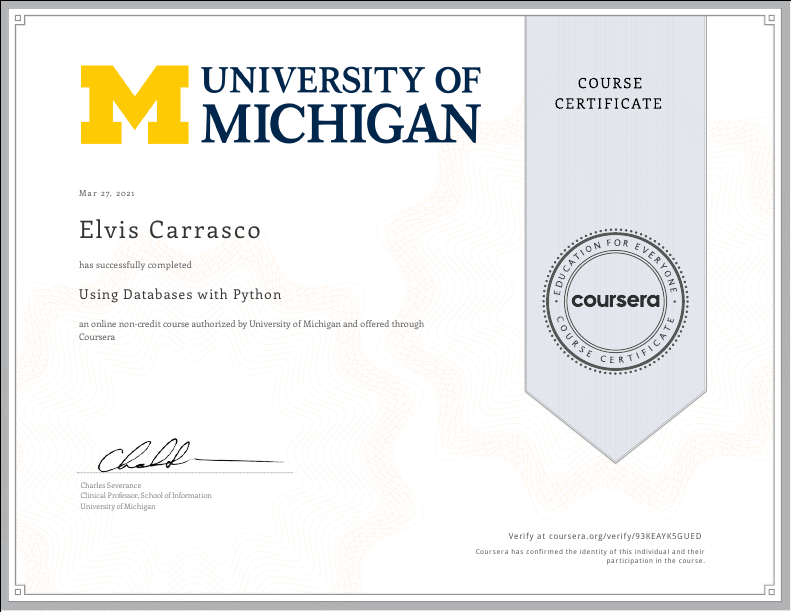 UNIVERSITY OF
MICHIGAN
COURSE
CERTIFICATE
Mar 27, 2021
Elvis Carrasco
has successfully completed
Using Databases with Python
an online non-credit course authorized by University of Michigan and offered through
Coursera
EDUCATION FOR EVERYONE
coursera
COURSE CERTIFICATE
Charles Severance
Clinical Professor, School of Information
University of Michigan
Verify at coursera.org/verify/93KEAYK5GUED
Coursera has confirmed the identity of this individual and their
participation in the course.